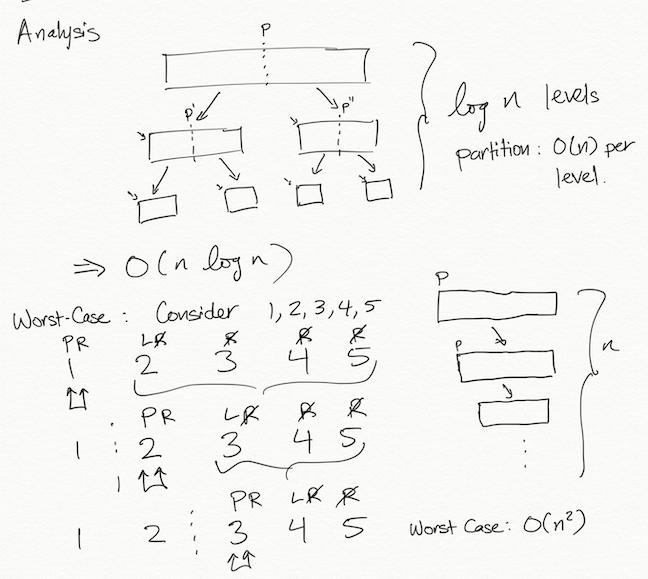 Analysis
P
P' P"
log n levels
partition: O(n) per
level.
⇒ O(n log n)
Worst-Case: Consider 1, 2, 3, 4, 5
PR LR R R R
1 2 3 4 5
PR LR R R
1 2 3 4 5
PR LR R
1 2 3 4 5
P
P
n
Worst Case: O(n²)